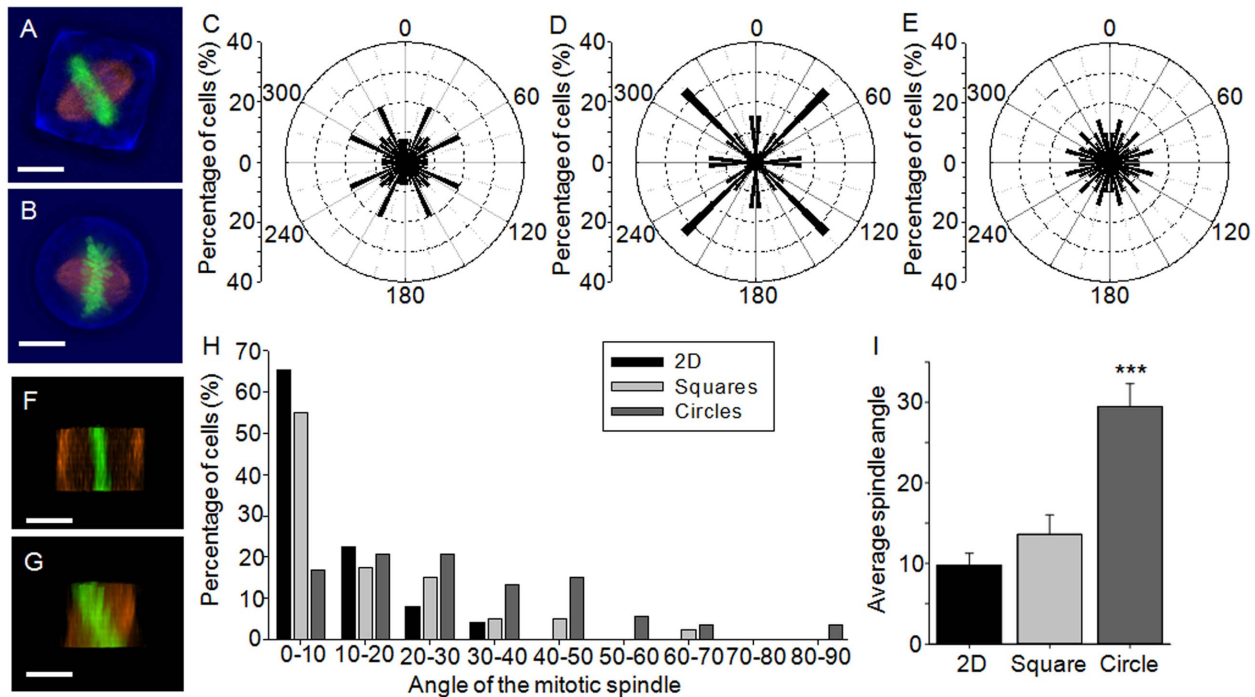 A
B
F
G
C
Percentage of cells (%)
40
20
0
20
40
0
60
120
180
240
300
D
Percentage of cells (%)
40
20
0
20
40
0
60
120
180
240
300
E
Percentage of cells (%)
40
20
0
20
40
0
60
120
180
240
300
H
Percentage of cells (%)
70
60
50
40
30
20
10
0
2D
Squares
Circles
0-10 10-20 20-30 30-40 40-50 50-60 60-70 70-80 80-90
Angle of the mitotic spindle
I
Average spindle angle
30
20
10
0
***
2D Square Circle